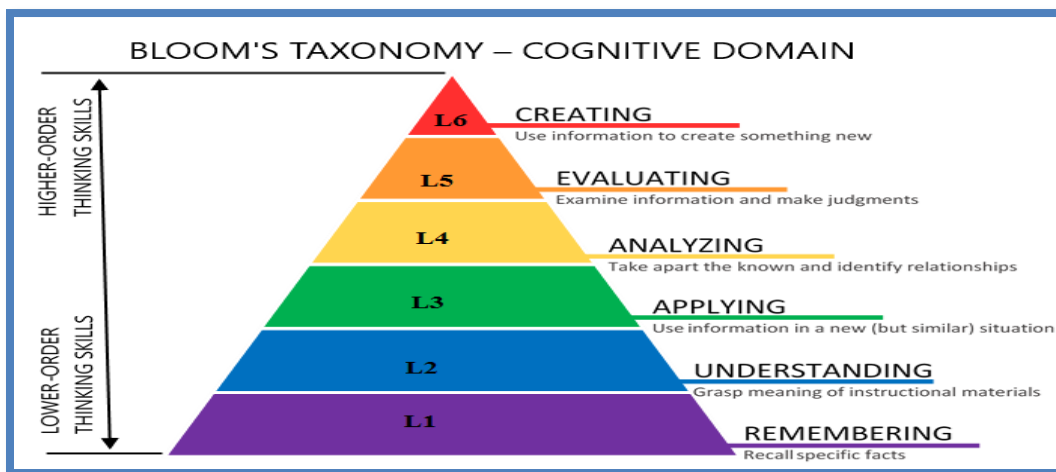 BLOOM'S TAXONOMY – COGNITIVE DOMAIN
HIGHER-ORDER
THINKING SKILLS
LOWER-ORDER
THINKING SKILLS
L6
CREATING
Use information to create something new
L5
EVALUATING
Examine information and make judgments
L4
ANALYZING
Take apart the known and identify relationships
L3
APPLYING
Use information in a new (but similar) situation
L2
UNDERSTANDING
Grasp meaning of instructional materials
L1
REMEMBERING
Recall specific facts